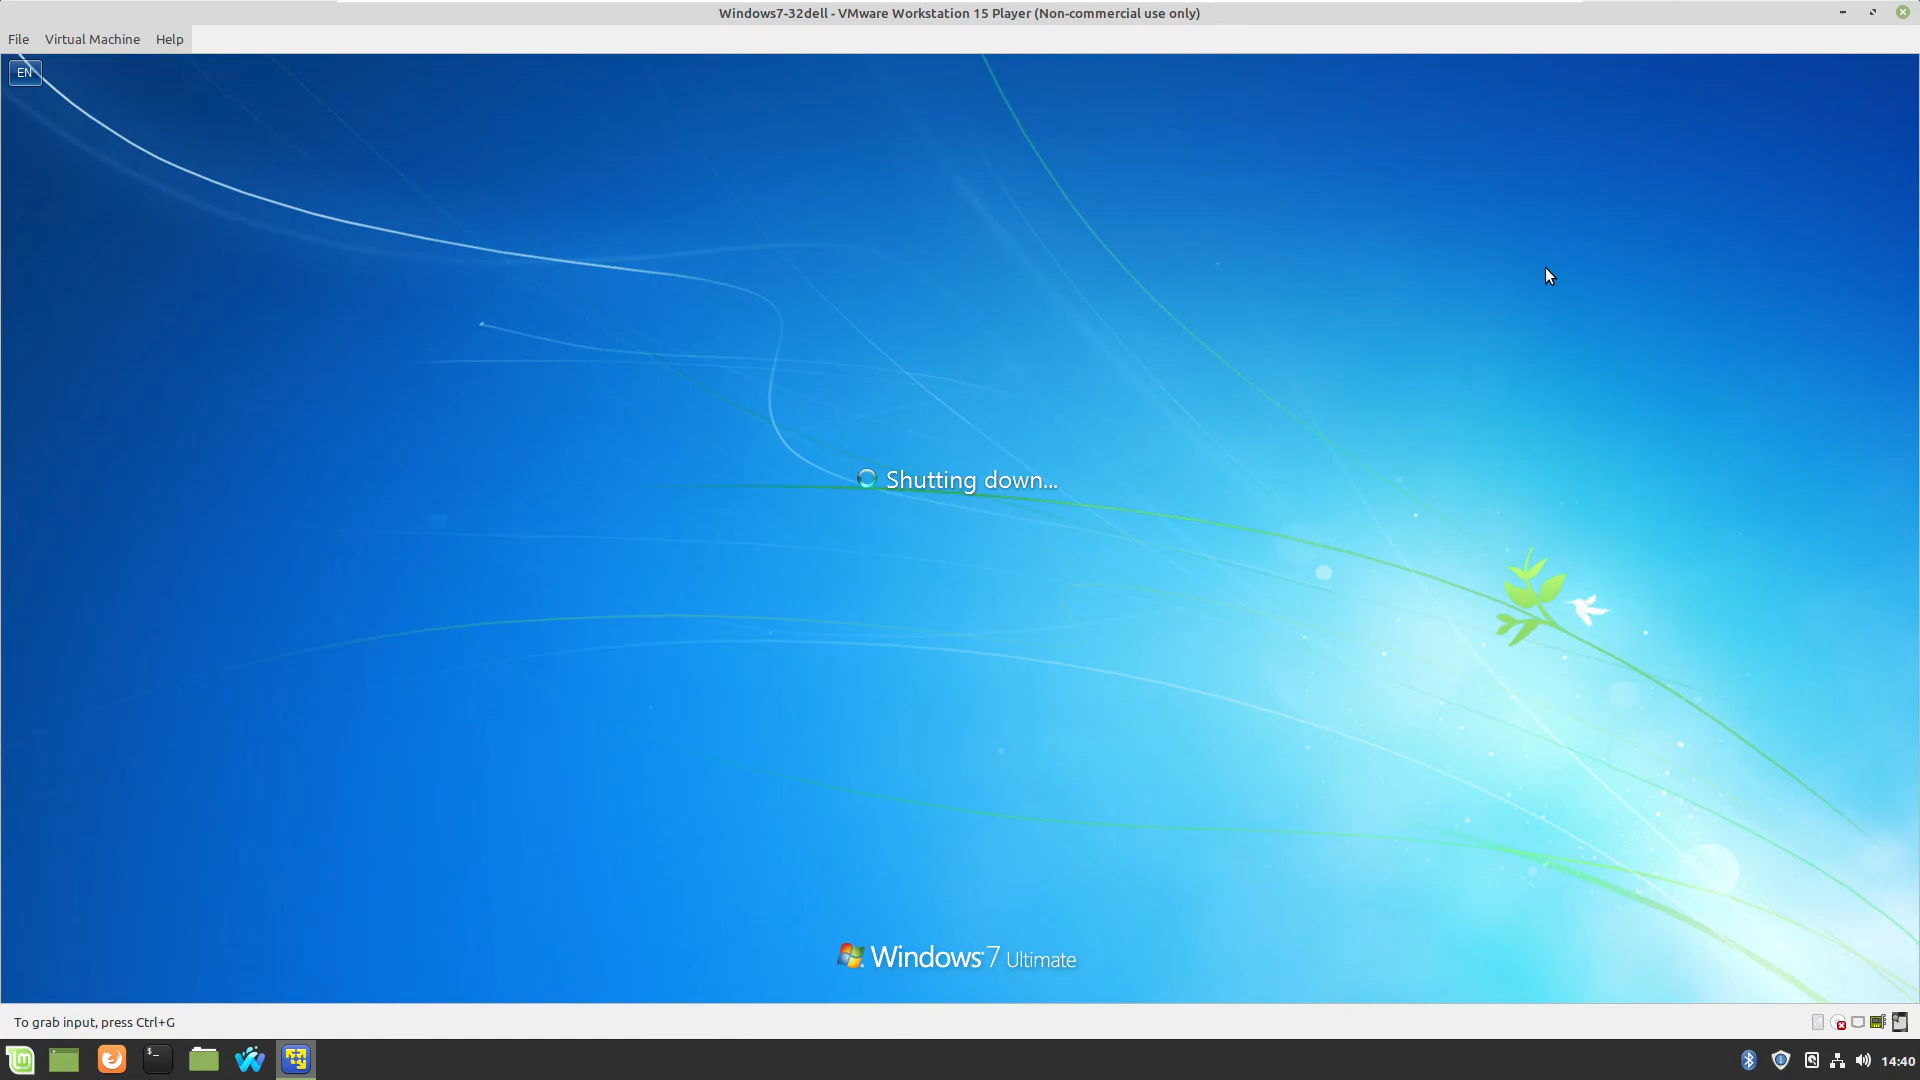 Windows7-32dell - VMware Workstation 15 Player (Non-commercial use only)
File Virtual Machine Help
EN
Shutting down...
Windows 7 Ultimate
To grab input, press Ctrl+G
14:40